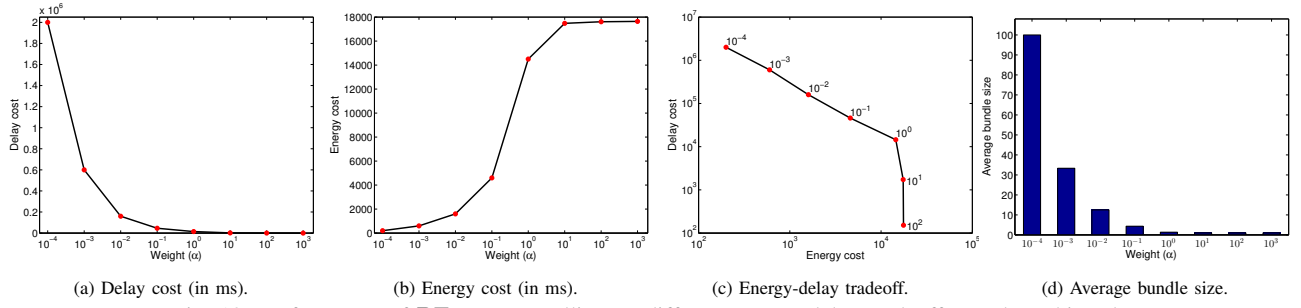 2
1.8
1.6
1.4
1.2
1
0.8
0.6
0.4
0.2
0
x 10^6
Delay cost
10^-4 10^-3 10^-2 10^-1 10^0 10^1 10^2 10^3
Weight (α)
(a) Delay cost (in ms).
18000
16000
14000
12000
10000
8000
6000
4000
2000
0
Energy cost
10^-4 10^-3 10^-2 10^-1 10^0 10^1 10^2 10^3
Weight (α)
(b) Energy cost (in ms).
10^7
10^6
10^5
10^4
10^3
10^2
Delay cost
10^-4
10^-3
10^-2
10^-1
10^0
10^1
10^2
10^2 10^3 10^4 10^5
Energy cost
(c) Energy-delay tradeoff.
100
90
80
70
60
50
40
30
20
10
0
Average bundle size
10^-4 10^-3 10^-2 10^-1 10^0 10^1 10^2 10^3
Weight (α)
(d) Average bundle size.